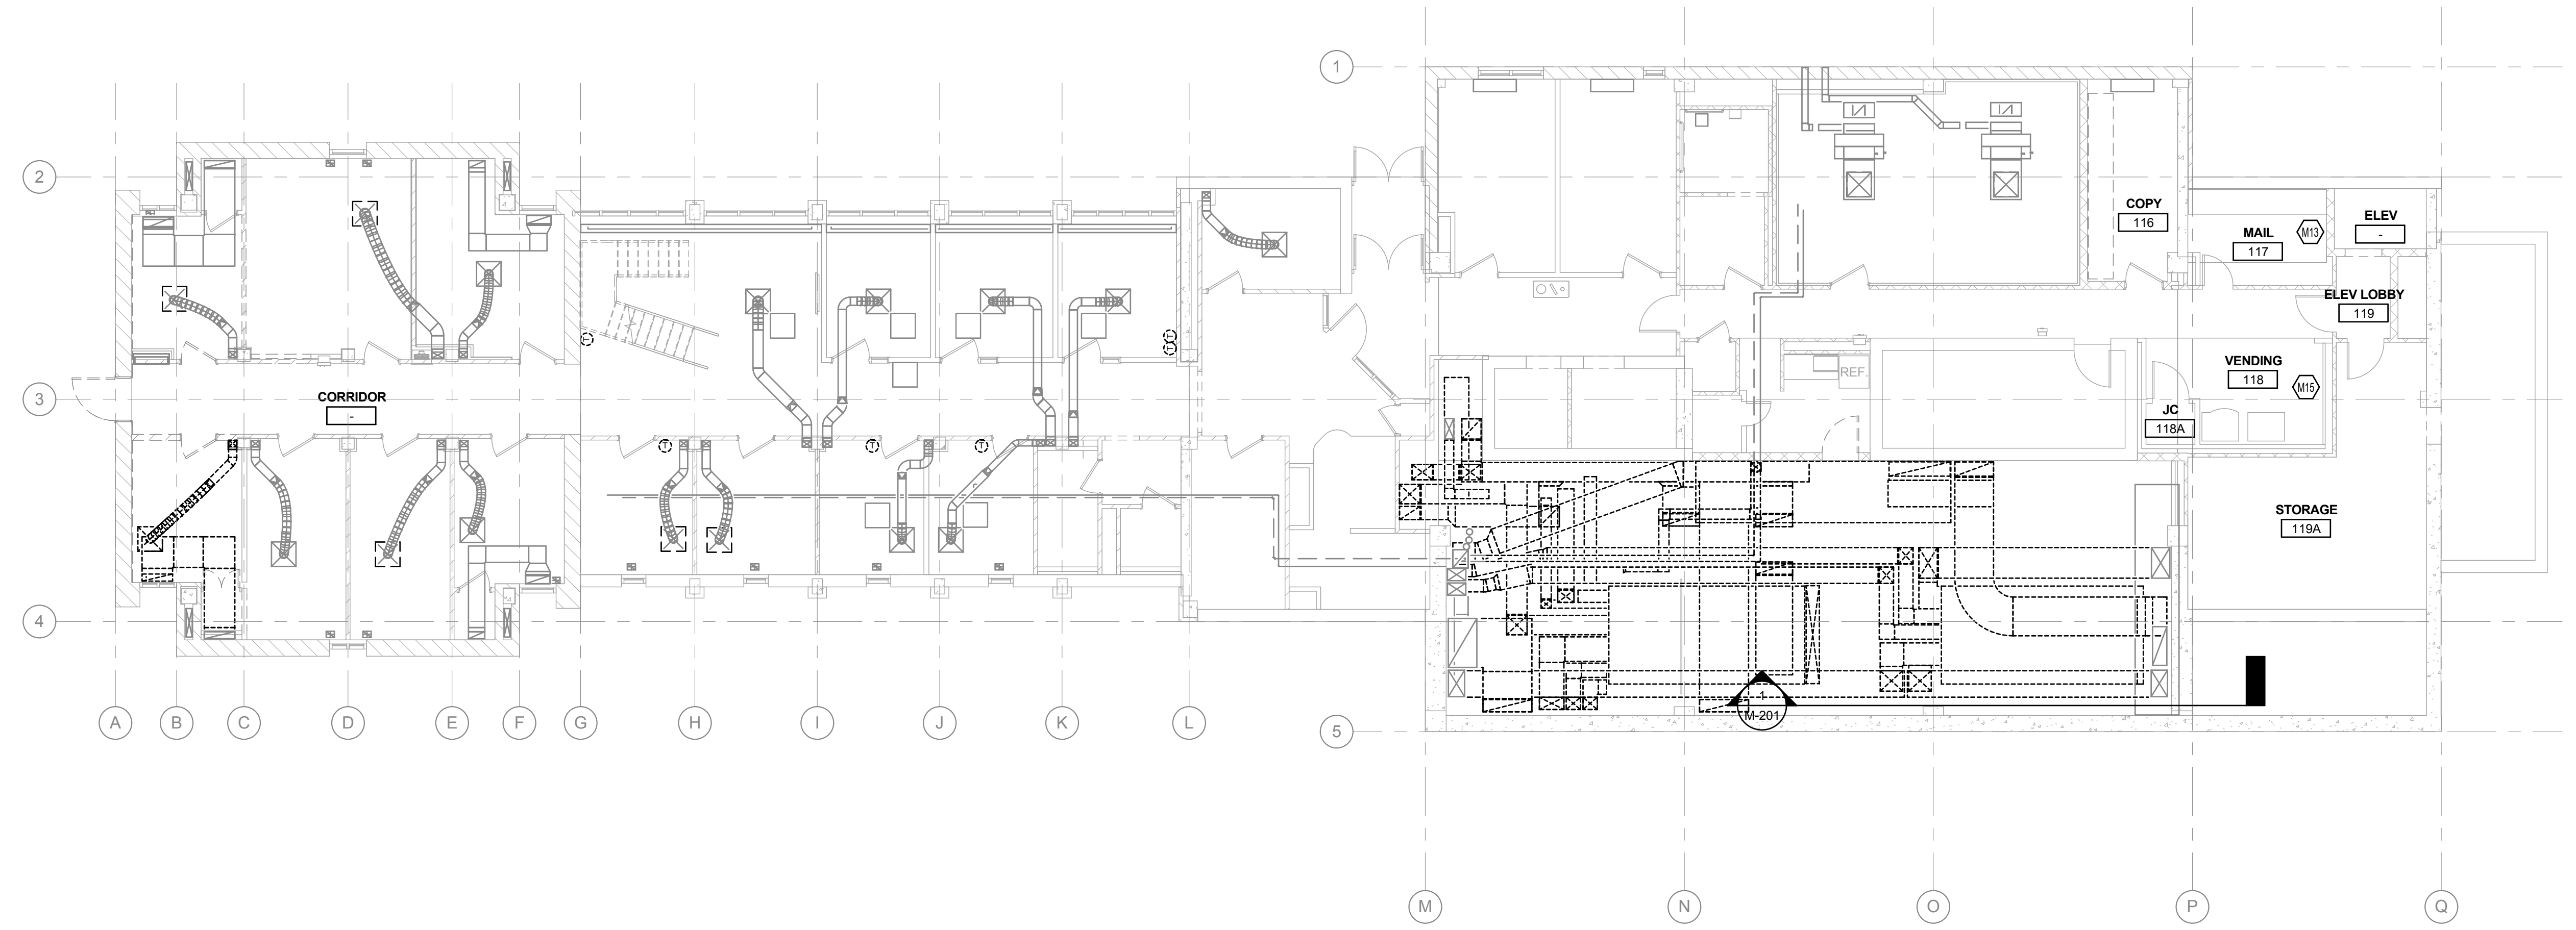 1
2
3
4
5
COPY
116
MAIL
117
M13
ELEV
-
ELEV LOBBY
119
VENDING
118
M15
JC
118A
REF.
STORAGE
119A
CORRIDOR
-
T
T
T
T
T
T
1
M-201
A
B
C
D
E
F
G
H
I
J
K
L
M
N
O
P
Q